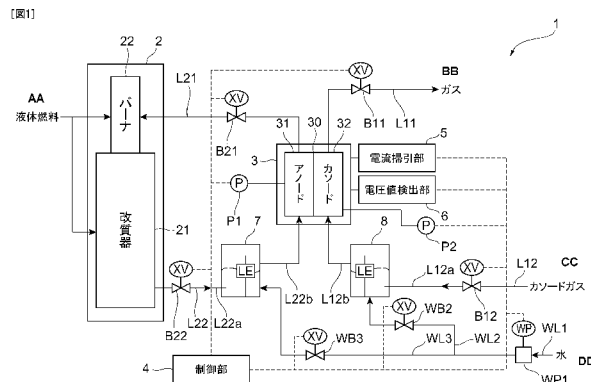 [図1]
1
22
2
XV
BB
AA
液体燃料
バーナ
L21
ガス
31
30
32
B11
L11
XV
B21
5
3
アノード
カソード
電流掃引部
電圧値検出部
6
P
P1
P
P2
改質器
21
7
8
XV
LE
LE
L12a
XV
L12
CC
カソードガス
B22
L22
L22a
L22b
L12b
XV
WB2
B12
WP
WL1
XV
WB3
WL3
WL2
水
DD
4
制御部
WP1